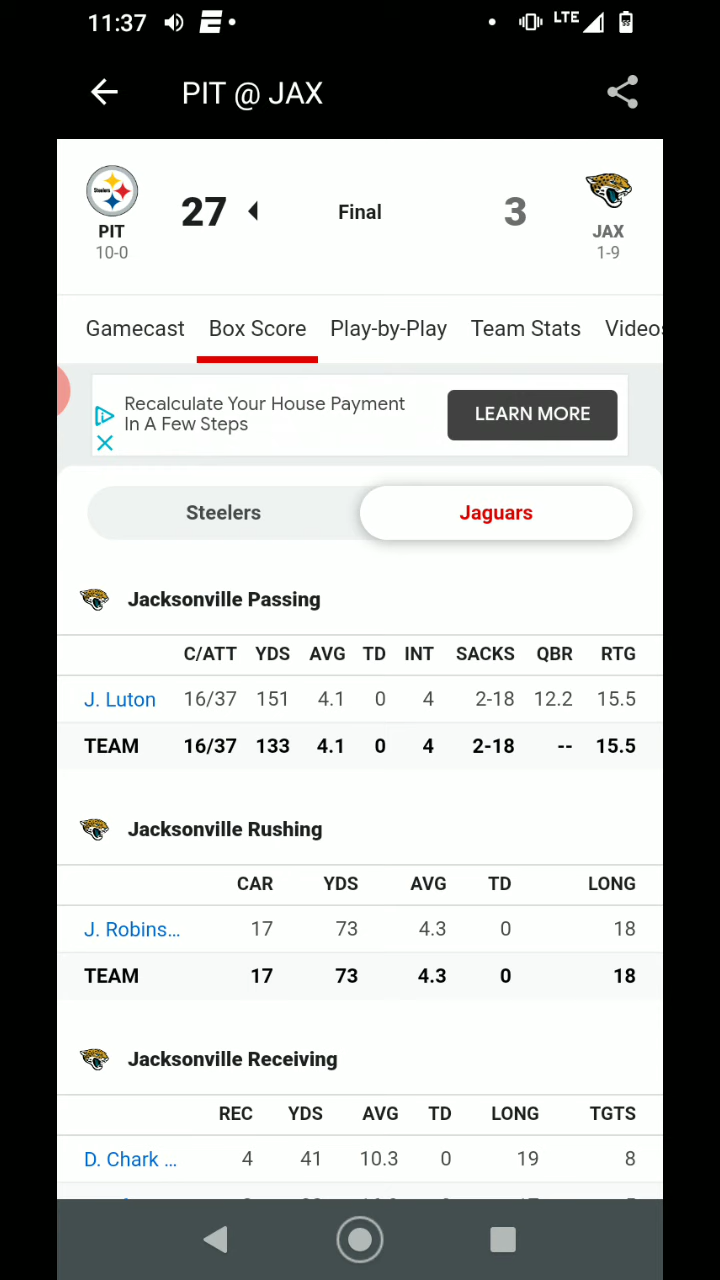 11:37 LTE
PIT @ JAX
Steelers
27 Final 3
PIT JAX
10-0 1-9
Gamecast Box Score Play-by-Play Team Stats Videos
Recalculate Your House Payment
In A Few Steps
LEARN MORE
Steelers Jaguars
Jacksonville Passing
C/ATT YDS AVG TD INT SACKS QBR RTG
J. Luton 16/37 151 4.1 0 4 2-18 12.2 15.5
TEAM 16/37 133 4.1 0 4 2-18 -- 15.5
Jacksonville Rushing
CAR YDS AVG TD LONG
J. Robins... 17 73 4.3 0 18
TEAM 17 73 4.3 0 18
Jacksonville Receiving
REC YDS AVG TD LONG TGTS
D. Chark ... 4 41 10.3 0 19 8